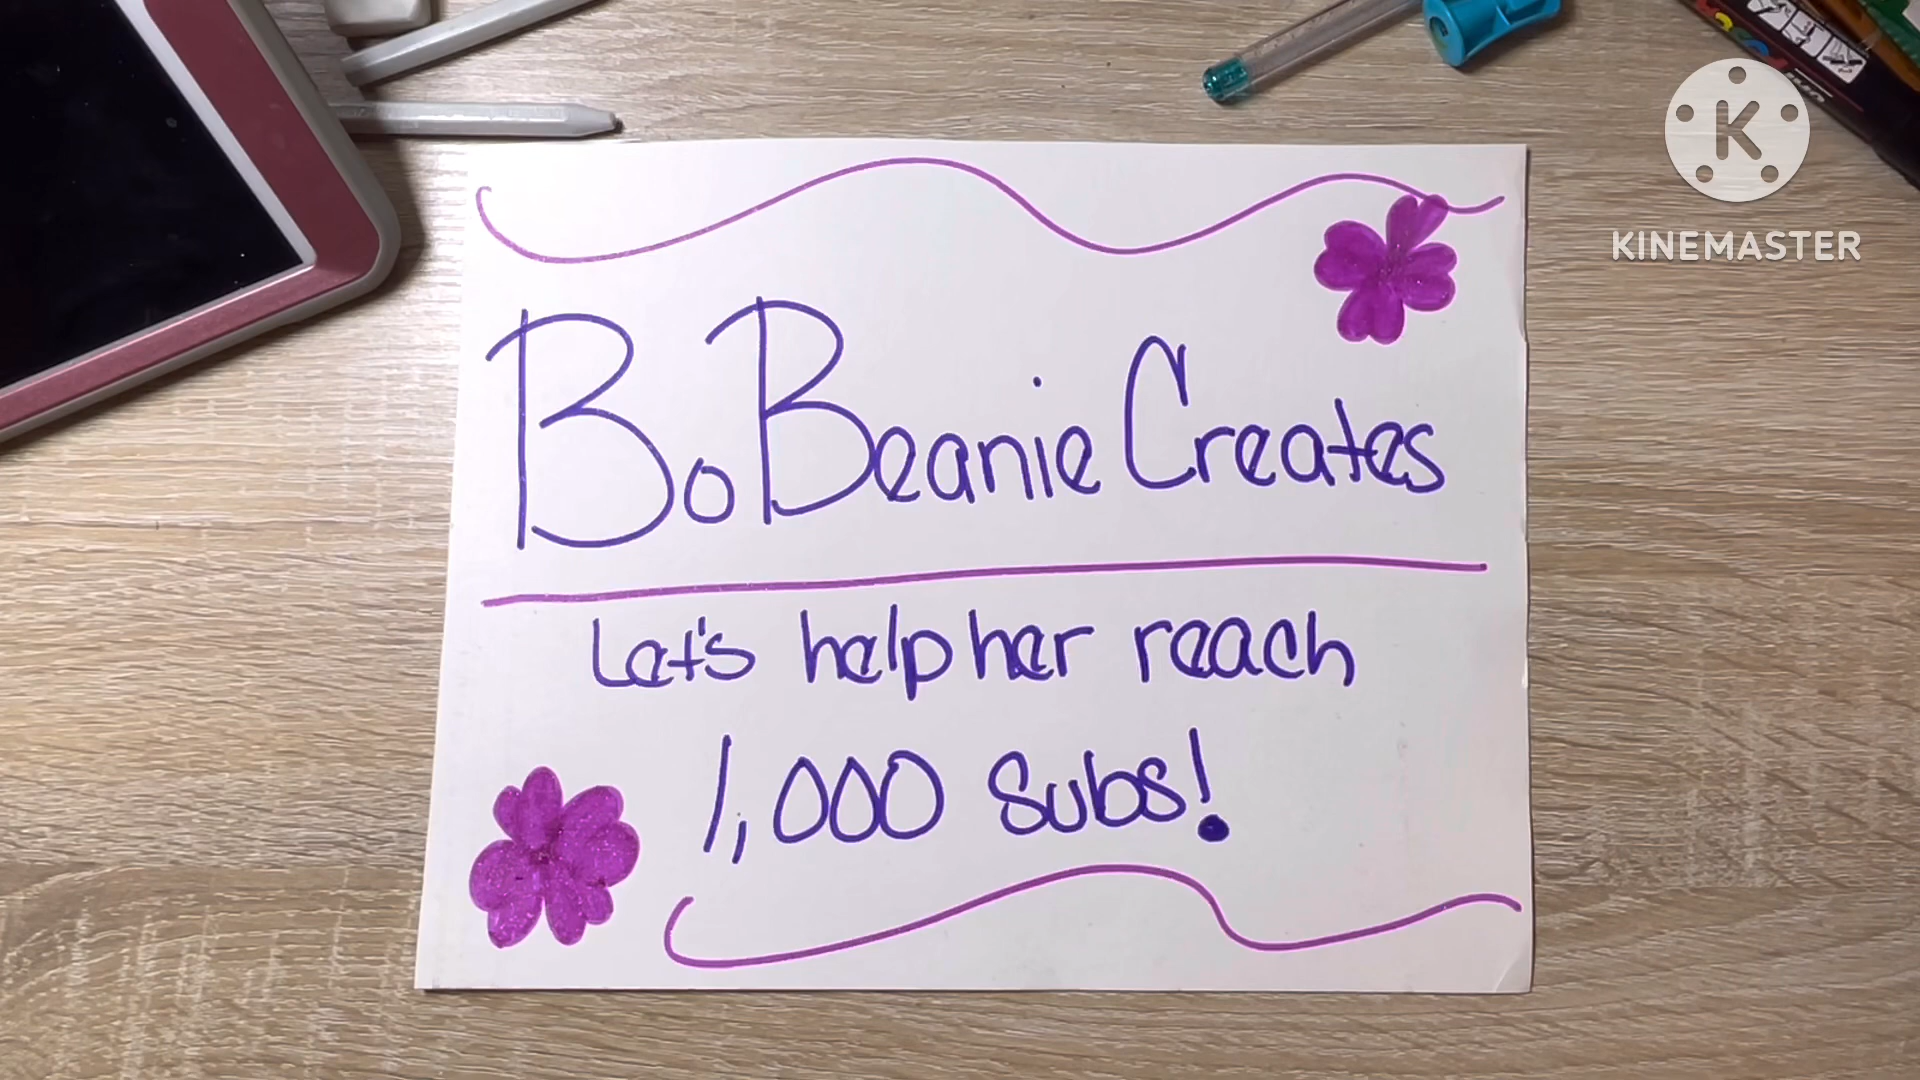 KINEMASTER
BoBeanie Creates
Let's help her reach
1,000 subs!